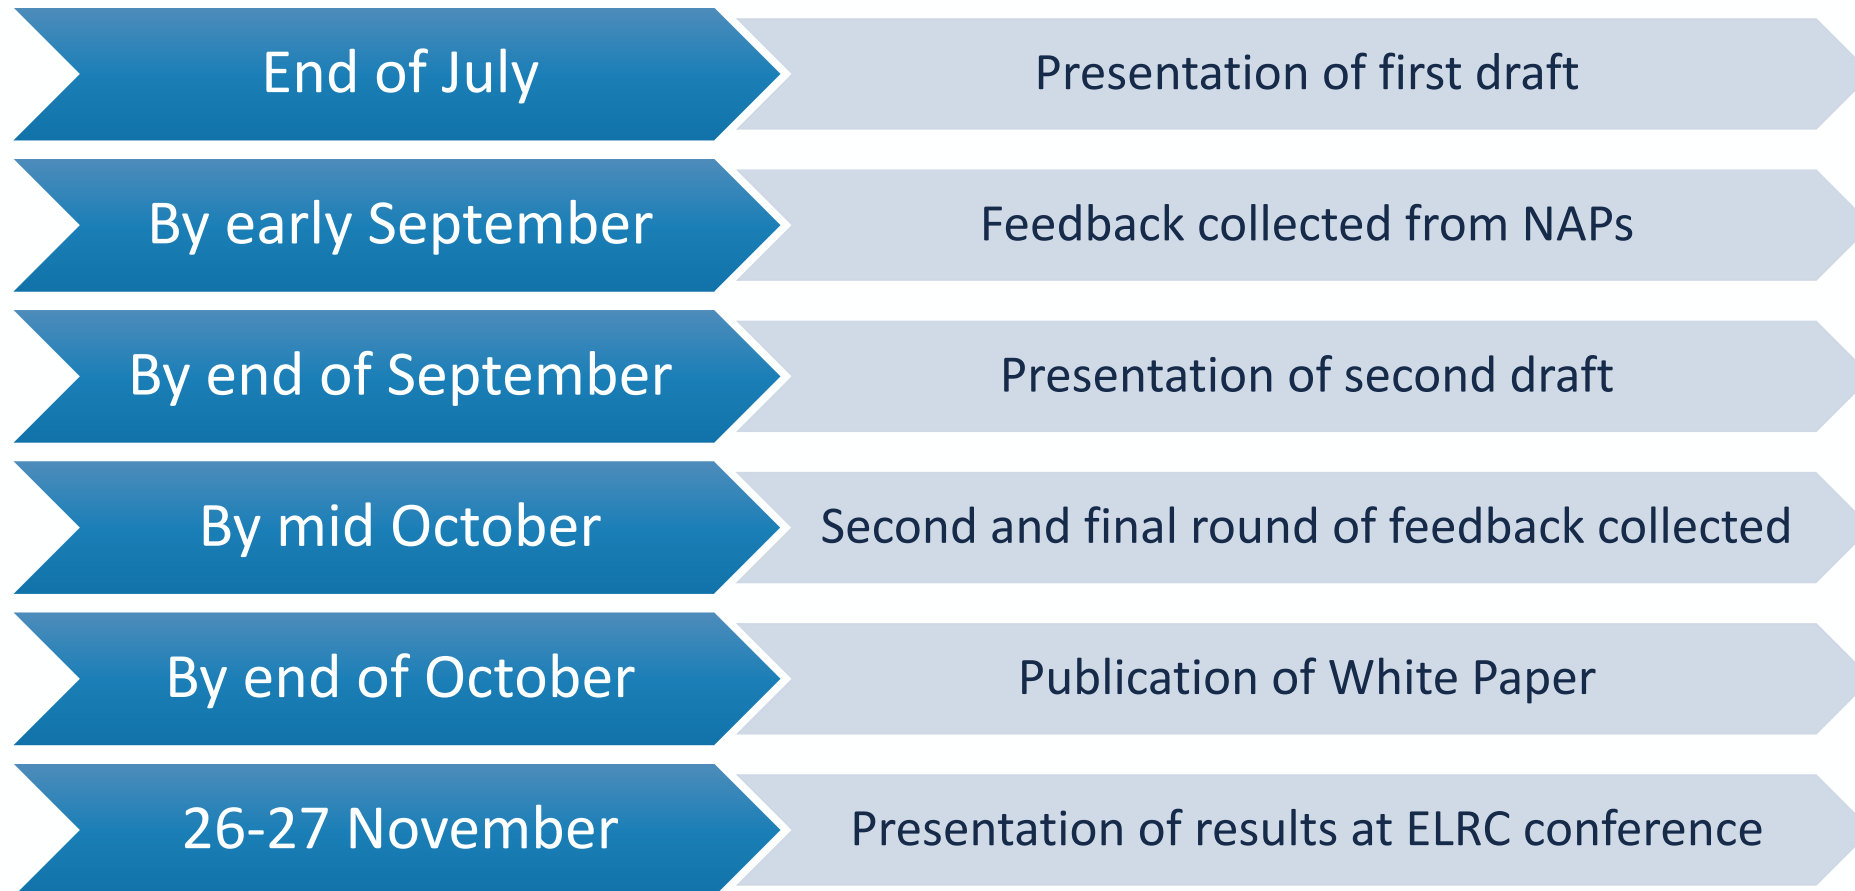 End of July
Presentation of first draft
By early September
Feedback collected from NAPs
By end of September
Presentation of second draft
By mid October
Second and final round of feedback collected
By end of October
Publication of White Paper
26-27 November
Presentation of results at ELRC conference